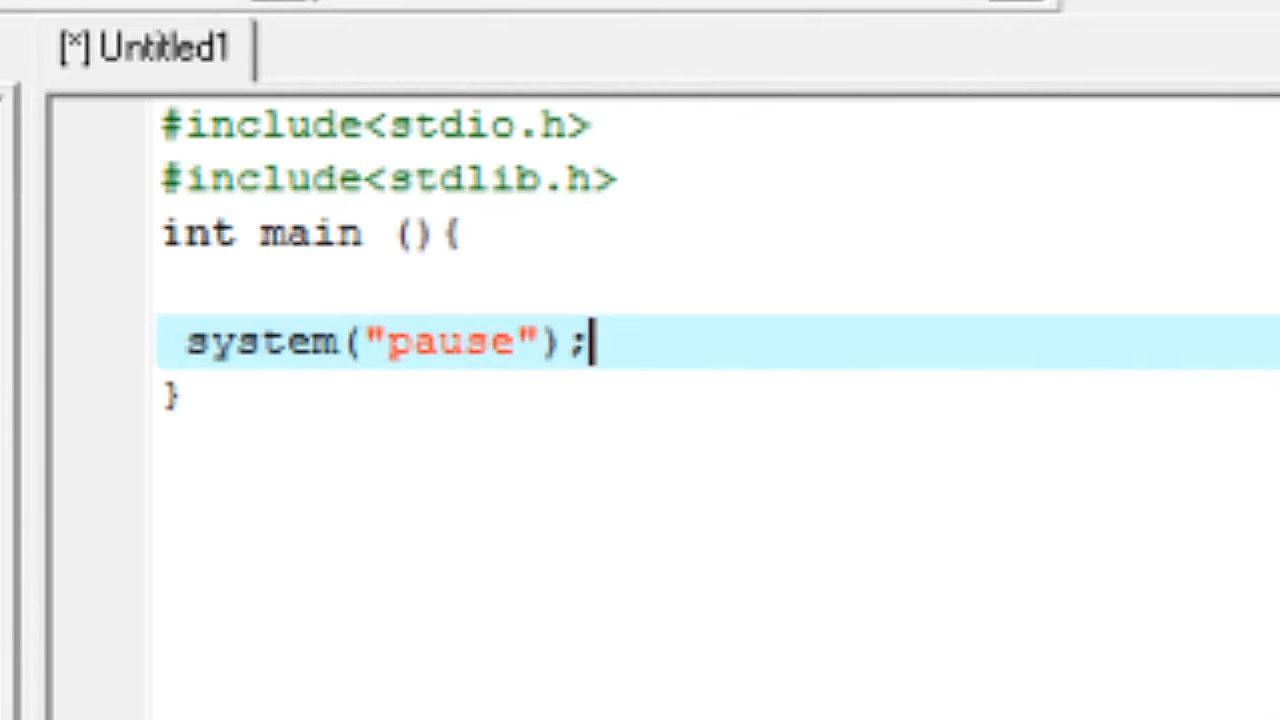 [*] Untitled1
#include<stdio.h>
#include<stdlib.h>
int main (){
system("pause");
}